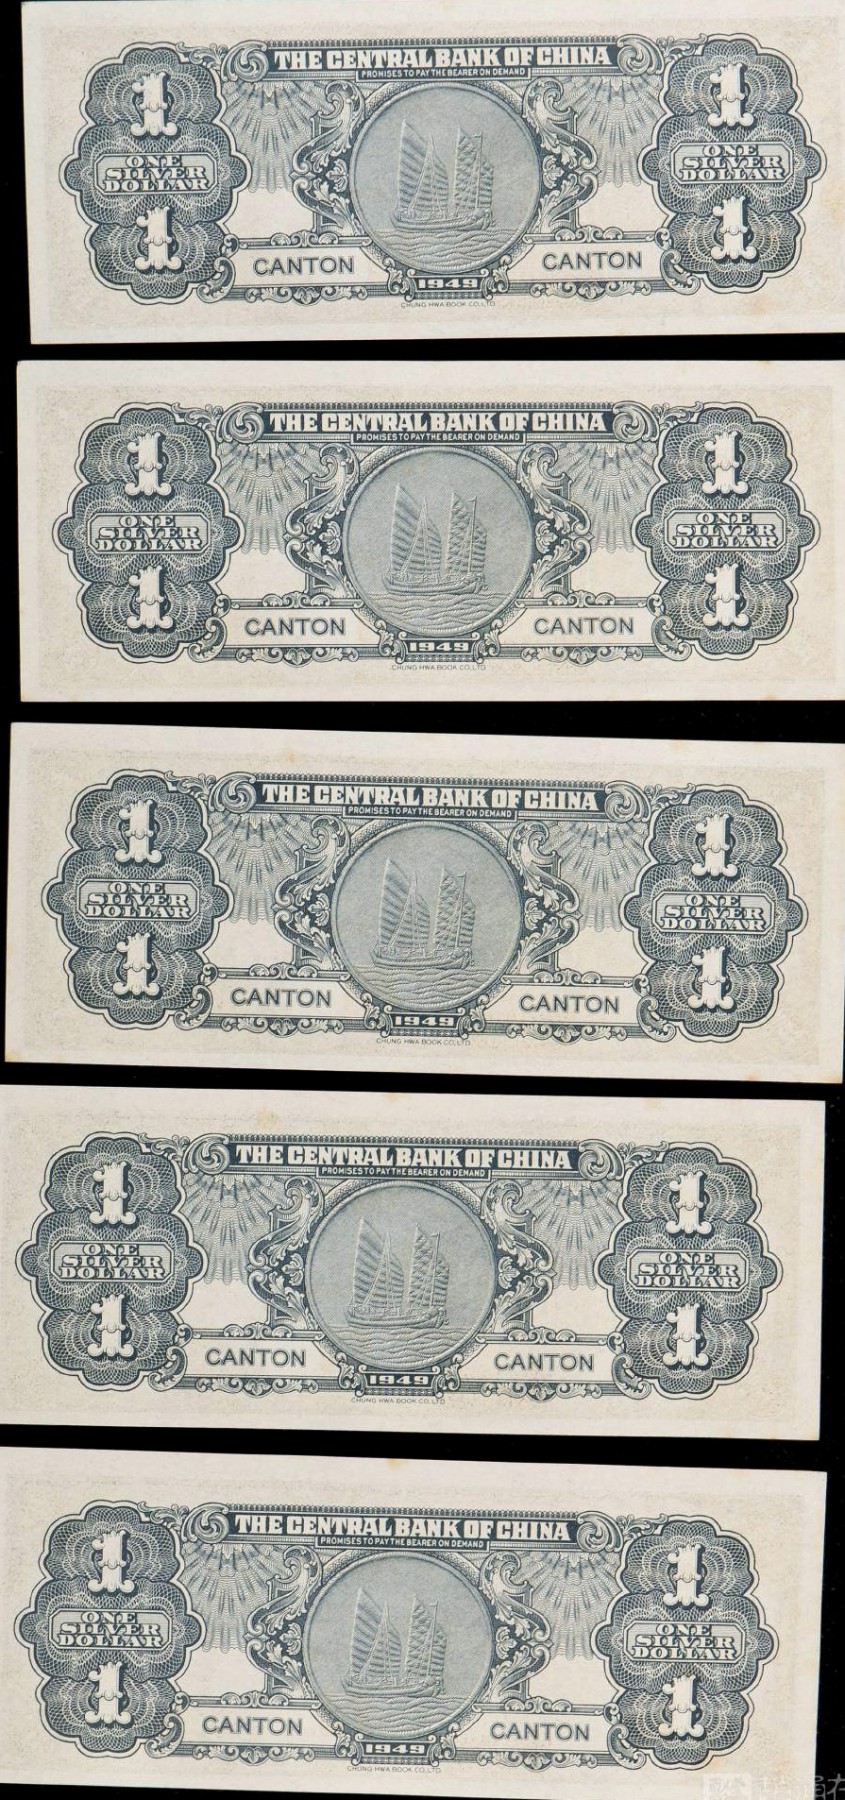 THE CENTRAL BANK OF CHINA
PROMISES TO PAY THE BEARER ON DEMAND
1 1
ONE SILVER DOLLAR ONE SILVER DOLLAR
1 1
CANTON CANTON
1949
CHUNG HWA BOOK CO., LTD.
THE CENTRAL BANK OF CHINA
PROMISES TO PAY THE BEARER ON DEMAND
1 1
ONE SILVER DOLLAR ONE SILVER DOLLAR
1 1
CANTON CANTON
1949
CHUNG HWA BOOK CO., LTD.
THE CENTRAL BANK OF CHINA
PROMISES TO PAY THE BEARER ON DEMAND
1 1
ONE SILVER DOLLAR ONE SILVER DOLLAR
1 1
CANTON CANTON
1949
CHUNG HWA BOOK CO., LTD.
THE CENTRAL BANK OF CHINA
PROMISES TO PAY THE BEARER ON DEMAND
1 1
ONE SILVER DOLLAR ONE SILVER DOLLAR
1 1
CANTON CANTON
1949
CHUNG HWA BOOK CO., LTD.
THE CENTRAL BANK OF CHINA
PROMISES TO PAY THE BEARER ON DEMAND
1 1
ONE SILVER DOLLAR ONE SILVER DOLLAR
1 1
CANTON CANTON
1949
CHUNG HWA BOOK CO., LTD.